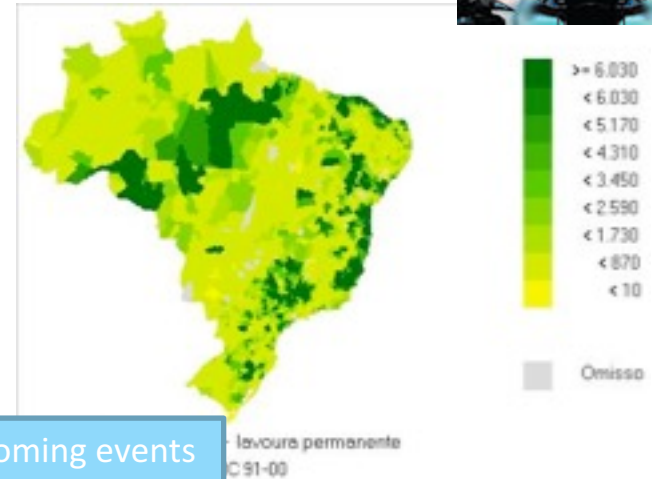 >= 6.030
< 6.030
< 5.170
< 4.310
< 3.450
< 2.590
< 1.730
< 870
< 10
Omisso
lavoura permanente
oming events
C 91-00